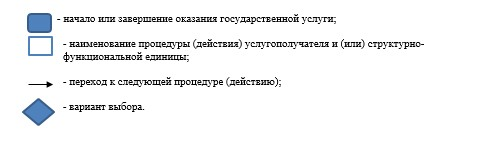 - начало или завершение оказания государственной услуги;
- наименование процедуры (действия) услугополучателя и (или) структурно-
функциональной единицы;
- переход к следующей процедуре (действию);
- вариант выбора.